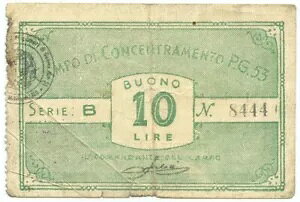 CAMPO DI CONCENTRAMENTO P.G. 53
BUONO
SERIE: B 10 N. 8444
LIRE
IL COMANDANTE DEL CAMPO